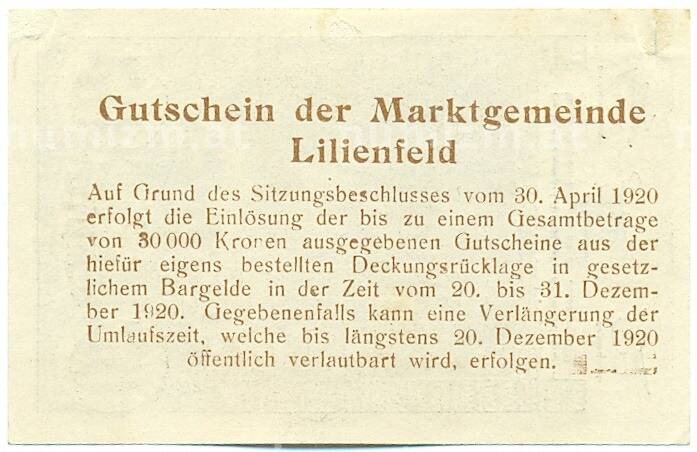 Gutschein der Marktgemeinde
Lilienfeld
Auf Grund des Sitzungsbeschlusses vom 30. April 1920
erfolgt die Einlösung der bis zu einem Gesamtbetrage
von 30 000 Kronen ausgegebenen Gutscheine aus der
hiefür eigens bestellten Deckungsrücklage in gesetz-
lichem Bargelde in der Zeit vom 20. bis 31. Dezem-
ber 1920. Gegebenenfalls kann eine Verlängerung der
Umlaufszeit, welche bis längstens 20. Dezember 1920
öffentlich verlautbart wird, erfolgen.